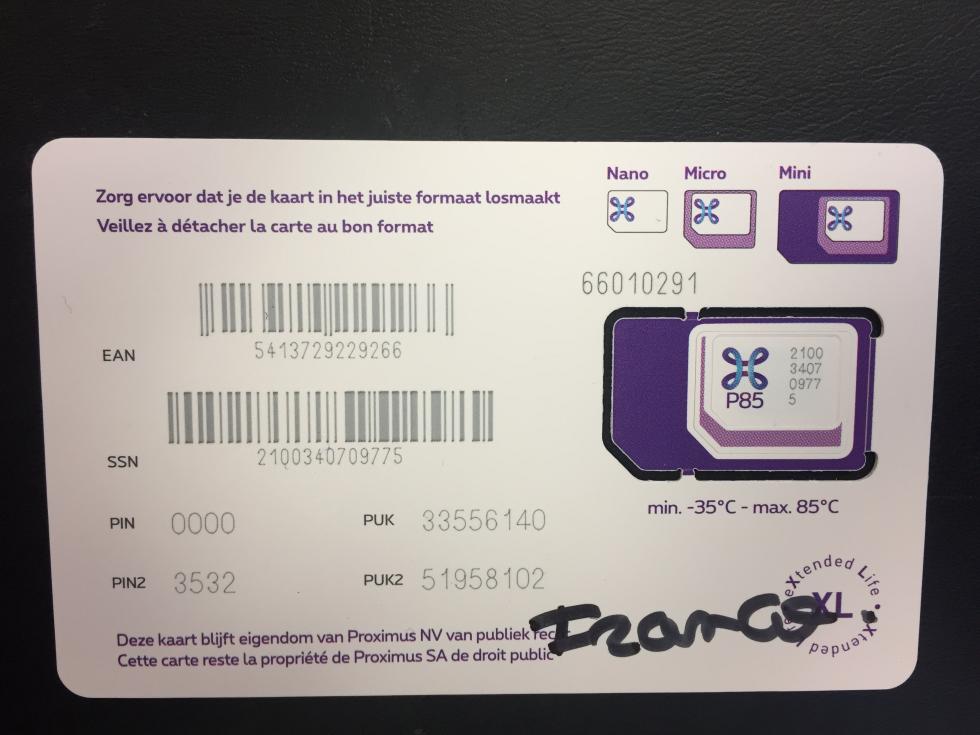 Nano Micro Mini
Zorg ervoor dat je de kaart in het juiste formaat losmaakt
Veillez à détacher la carte au bon format
66010291
5413729229266
EAN
2100
3407
0977
5
P85
SSN 2100340709775
min. -35°C - max. 85°C
PIN 0000 PUK 33556140
PIN2 3532 PUK2 51958102
eXtended Life • eXtended
XL
Deze kaart blijft eigendom van Proximus NV van publiek
Cette carte reste la propriété de Proximus SA de droit public